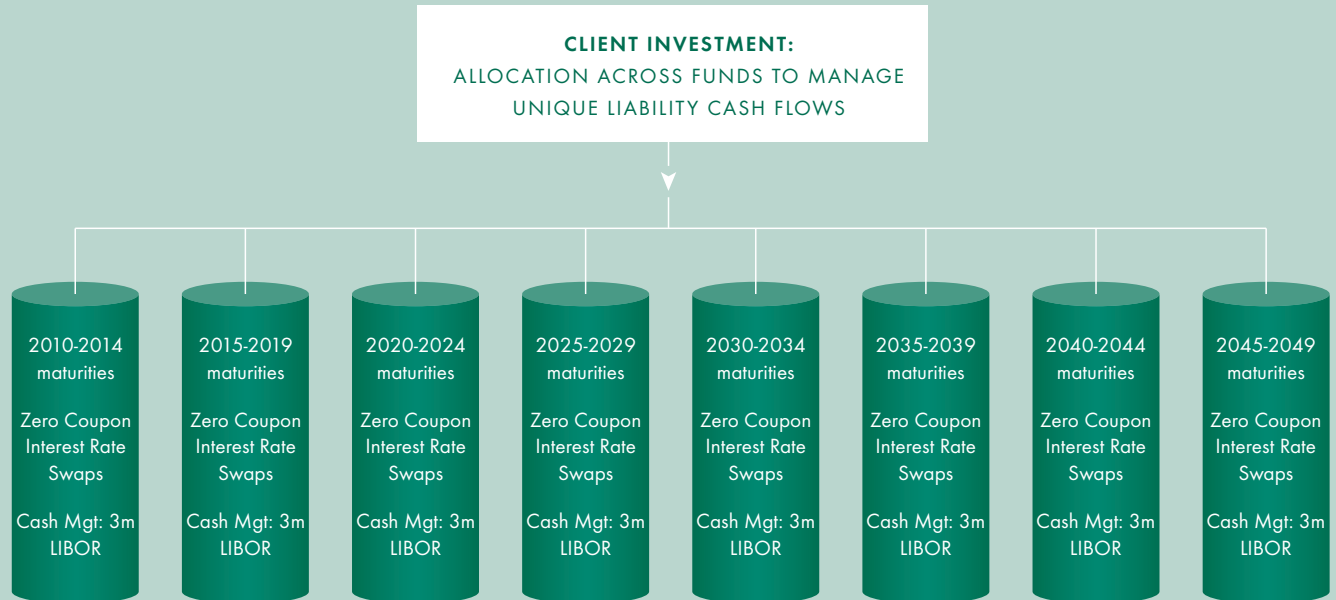 CLIENT INVESTMENT:
ALLOCATION ACROSS FUNDS TO MANAGE
UNIQUE LIABILITY CASH FLOWS
2010-2014
maturities
Zero Coupon
Interest Rate
Swaps
Cash Mgt: 3m
LIBOR
2015-2019
maturities
Zero Coupon
Interest Rate
Swaps
Cash Mgt: 3m
LIBOR
2020-2024
maturities
Zero Coupon
Interest Rate
Swaps
Cash Mgt: 3m
LIBOR
2025-2029
maturities
Zero Coupon
Interest Rate
Swaps
Cash Mgt: 3m
LIBOR
2030-2034
maturities
Zero Coupon
Interest Rate
Swaps
Cash Mgt: 3m
LIBOR
2035-2039
maturities
Zero Coupon
Interest Rate
Swaps
Cash Mgt: 3m
LIBOR
2040-2044
maturities
Zero Coupon
Interest Rate
Swaps
Cash Mgt: 3m
LIBOR
2045-2049
maturities
Zero Coupon
Interest Rate
Swaps
Cash Mgt: 3m
LIBOR